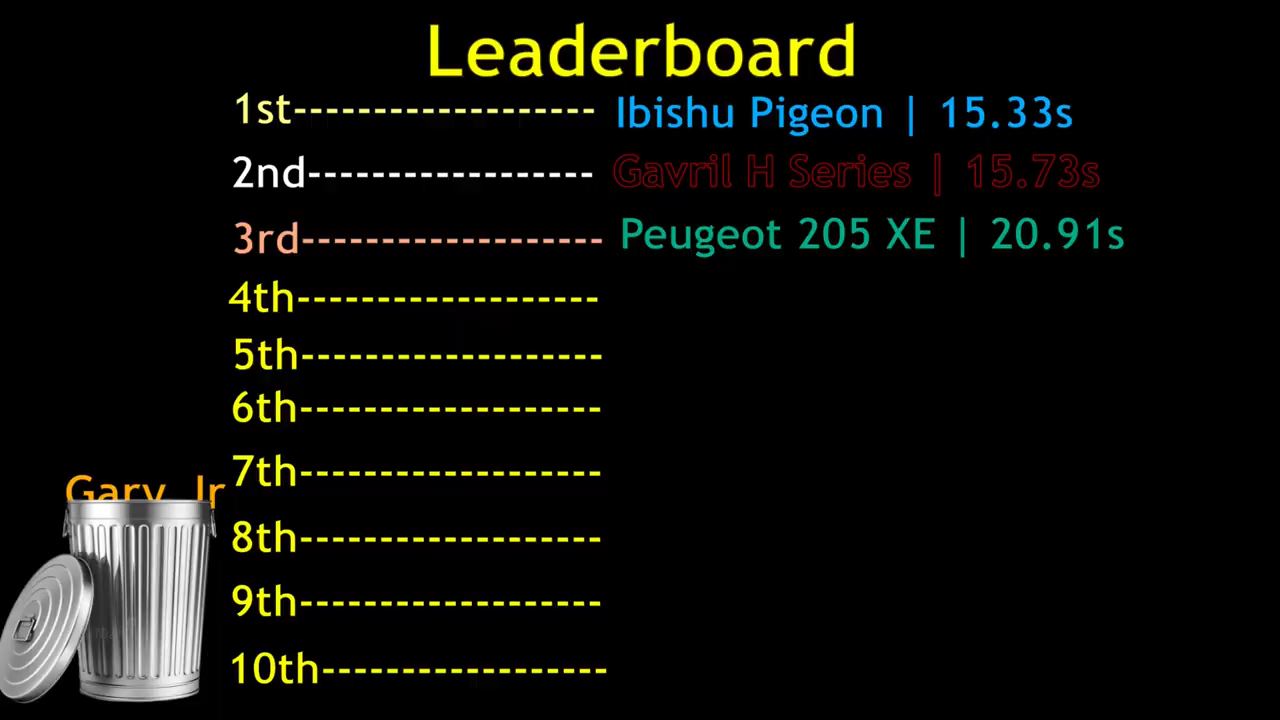 Leaderboard
1st------------------- Ibishu Pigeon | 15.33s
2nd------------------ Gavril H Series | 15.73s
3rd------------------- Peugeot 205 XE | 20.91s
4th-------------------
5th-------------------
6th-------------------
7th-------------------
Gary Jr
8th-------------------
9th-------------------
10th------------------